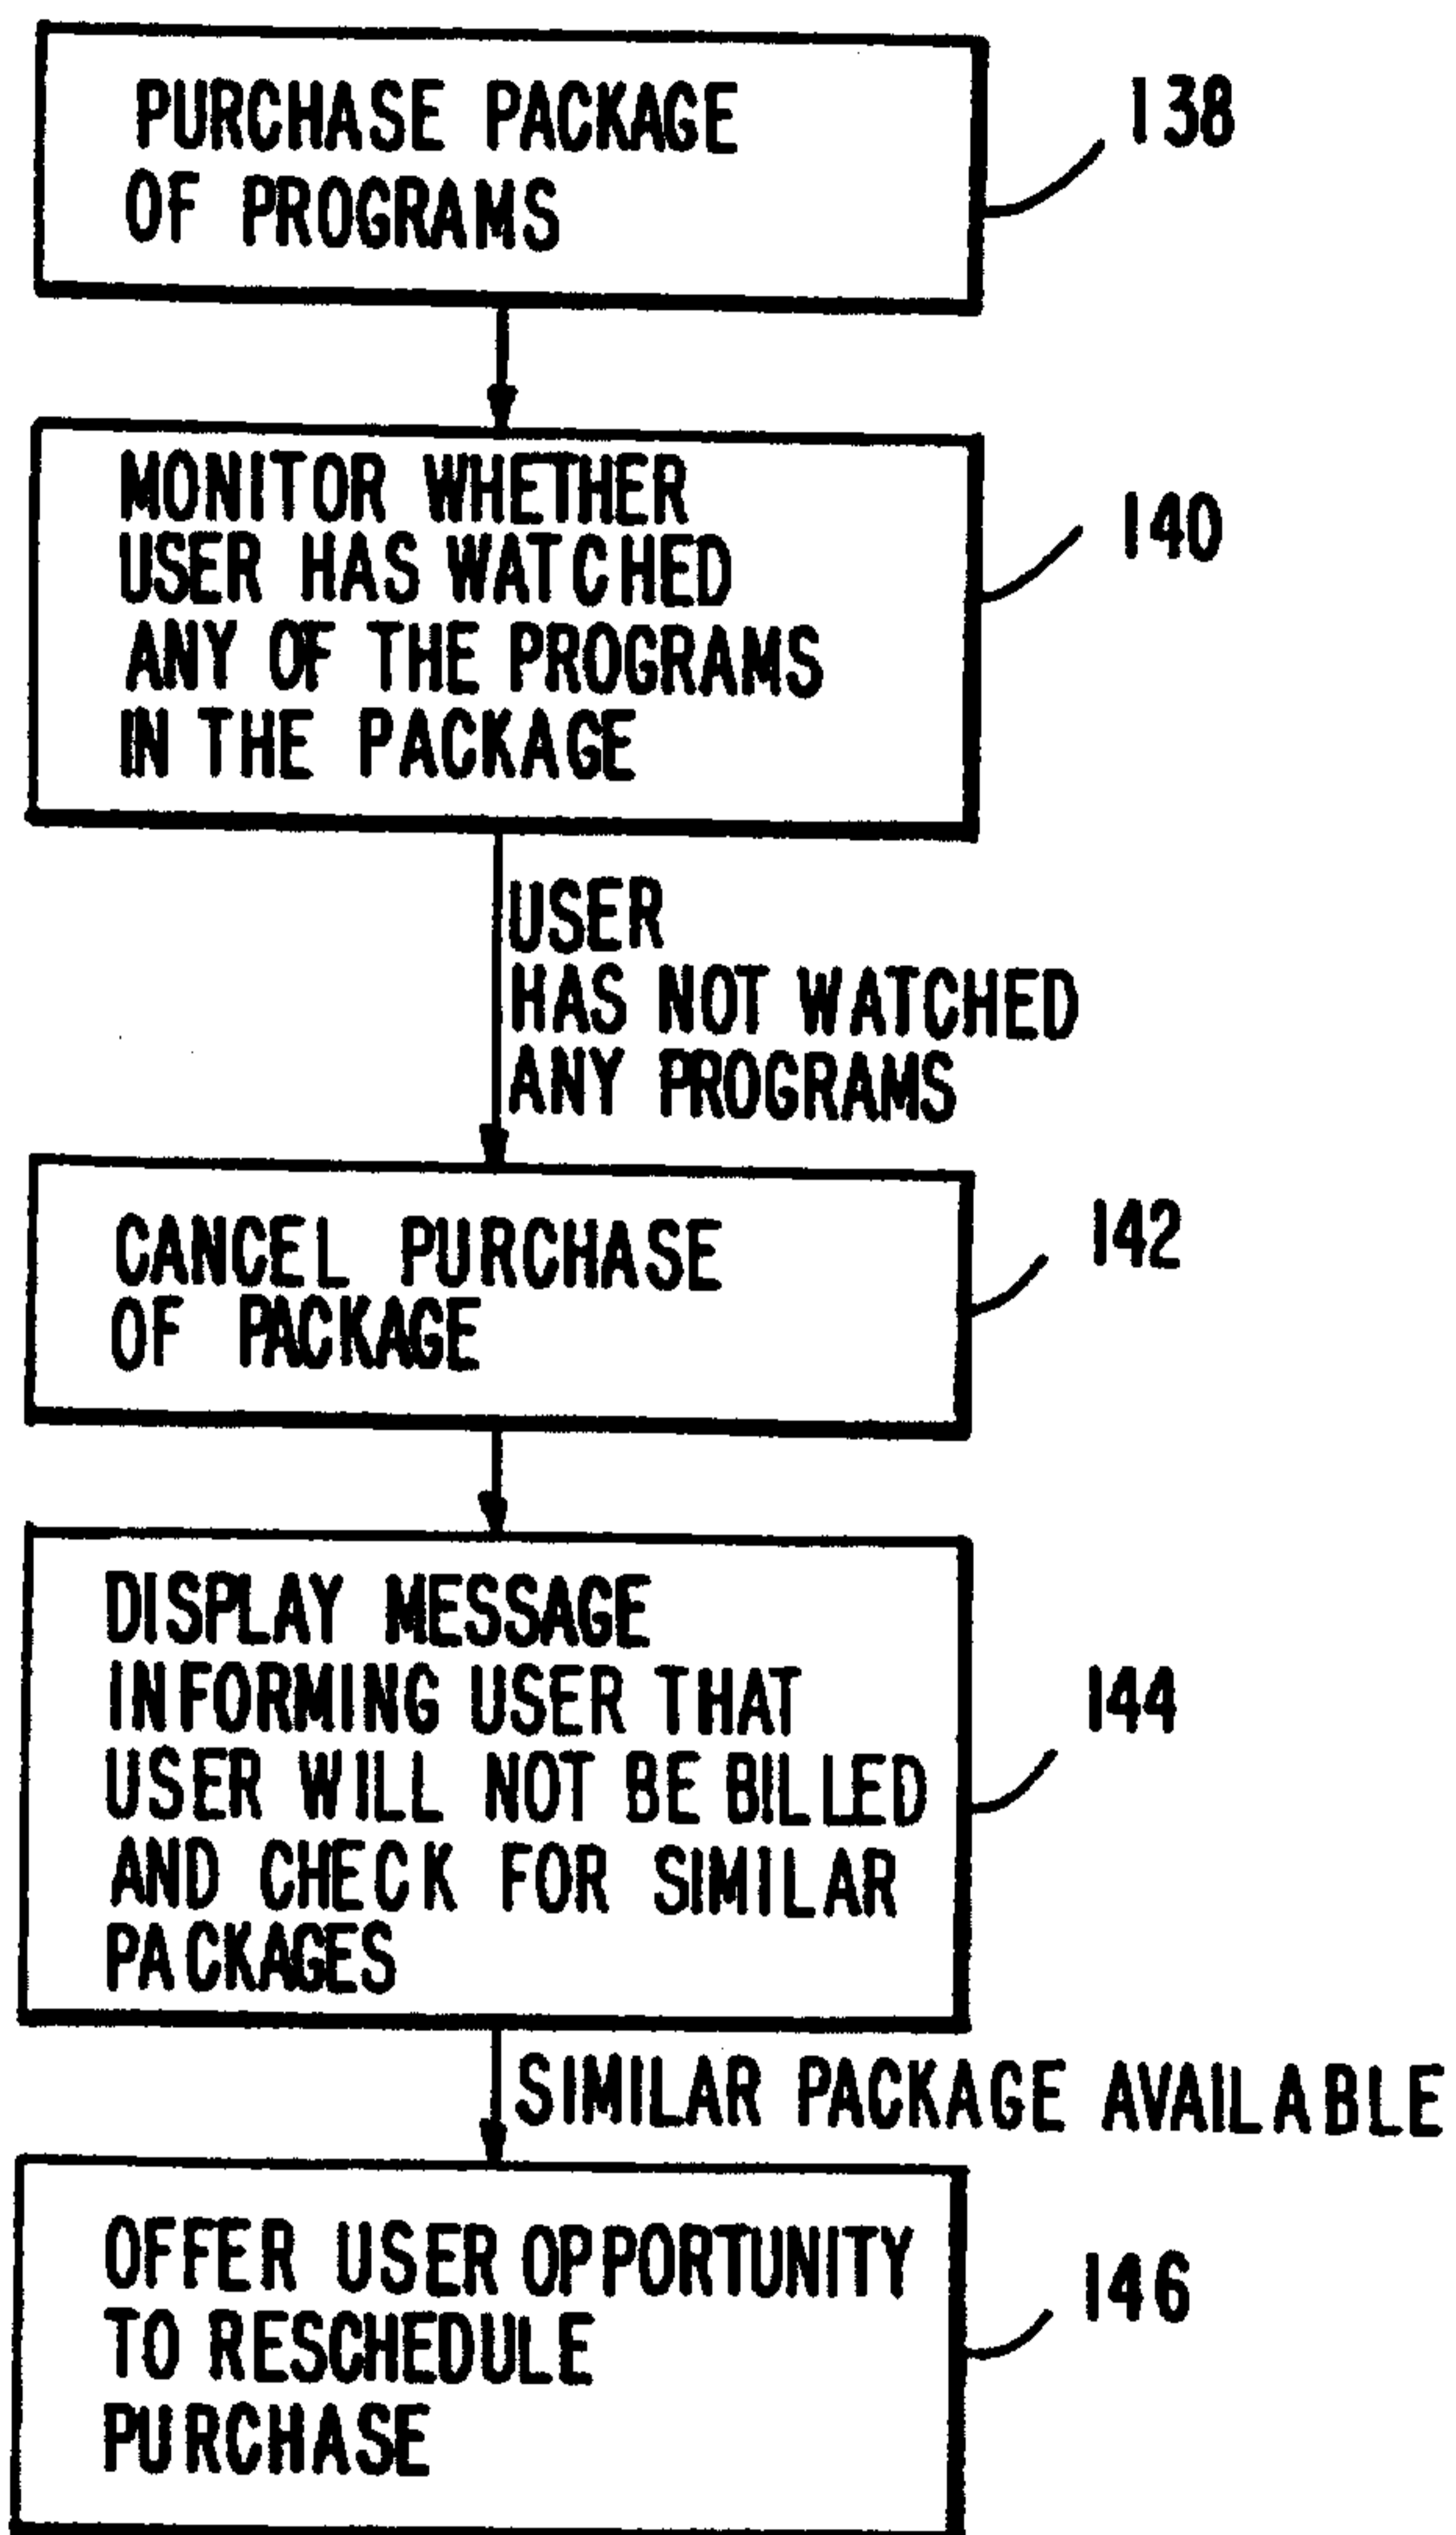 PURCHASE PACKAGE
OF PROGRAMS
138
MONITOR WHETHER
USER HAS WATCHED
ANY OF THE PROGRAMS
IN THE PACKAGE
140
USER
HAS NOT WATCHED
ANY PROGRAMS
CANCEL PURCHASE
OF PACKAGE
142
DISPLAY MESSAGE
INFORMING USER THAT
USER WILL NOT BE BILLED
AND CHECK FOR SIMILAR
PACKAGES
144
SIMILAR PACKAGE AVAILABLE
OFFER USER OPPORTUNITY
TO RESCHEDULE
PURCHASE
146